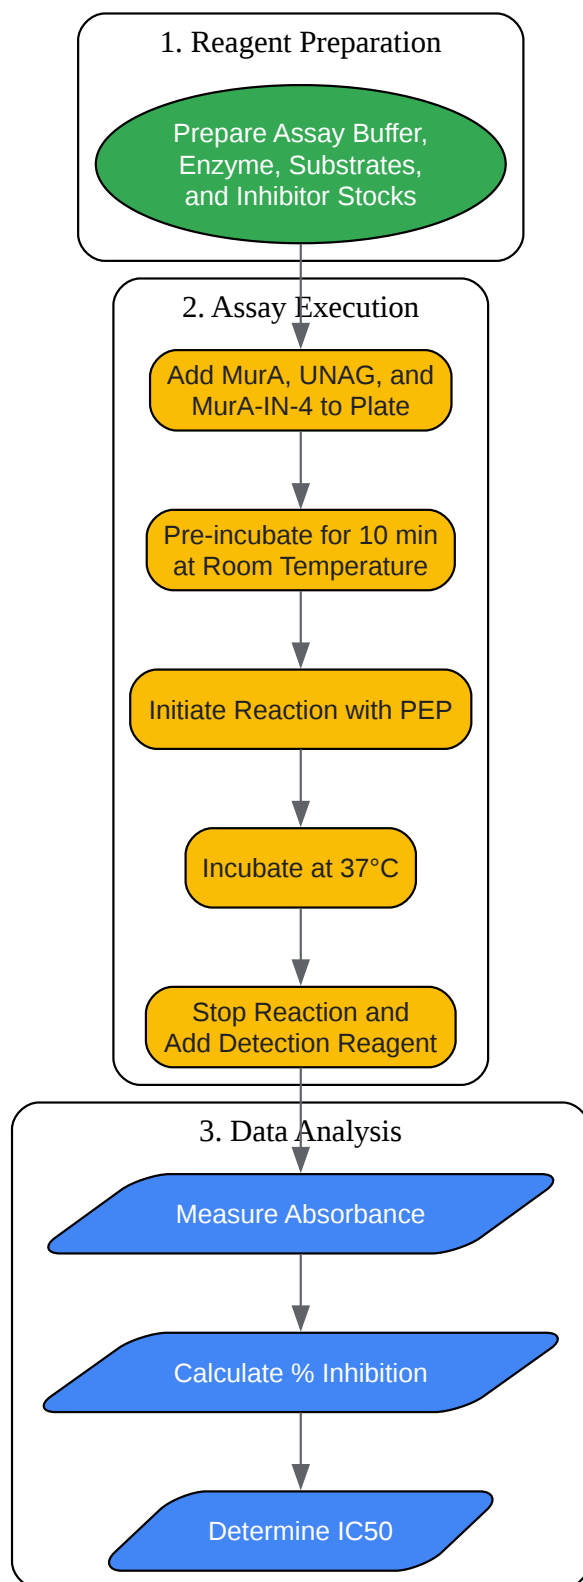 1. Reagent Preparation
Prepare Assay Buffer,
Enzyme, Substrates,
and Inhibitor Stocks
2. Assay Execution
Add MurA, UNAG, and
MurA-IN-4 to Plate
Pre-incubate for 10 min
at Room Temperature
Initiate Reaction with PEP
Incubate at 37°C
Stop Reaction and
Add Detection Reagent
3. Data Analysis
Measure Absorbance
Calculate % Inhibition
Determine IC50